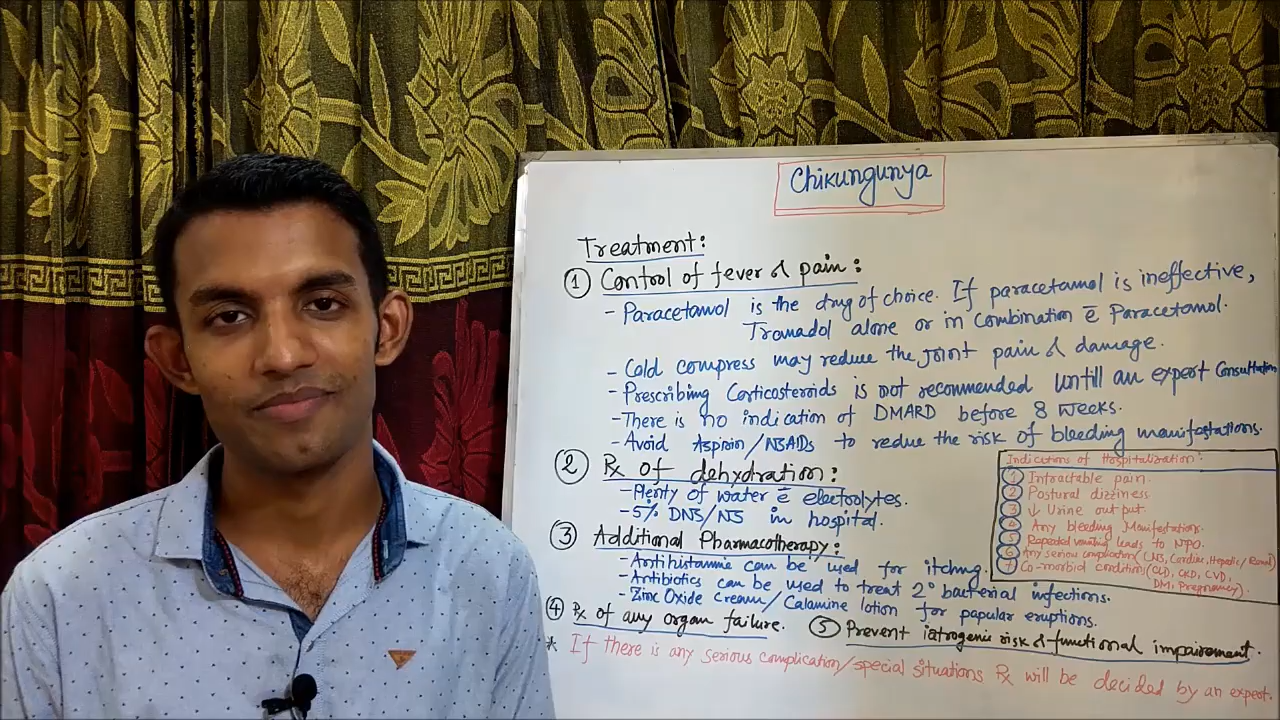 Chikungunya
Treatment:
① Control of fever & pain:
- Paracetamol is the drug of choice. If paracetamol is ineffective,
Tramadol alone or in combination c̄ Paracetamol.
- Cold compress may reduce the joint pain & damage.
- Prescribing Corticosteroids is not recommended untill an expert Consultation
- There is no indication of DMARD before 8 weeks.
- Avoid Aspirin/NSAIDs to reduce the risk of bleeding manifestations.
② Rx of dehydration:
- Plenty of water c̄ electrolytes.
- 5% DNS/NS in hospital.
③ Additional Pharmacotherapy:
- Antihistamine can be used for itching.
- Antibiotics can be used to treat 2° bacterial infections.
- Zinc Oxide cream/Calamine lotion for papular eruptions.
④ Rx of any organ failure.
⑤ Prevent iatrogenic risk & functional impairement.
* If there is any serious complication/special situations Rx will be decided by an expert.
Indications of Hospitalization:
① Intractable pain.
② Postural dizziness
③ ↓ Urine out put.
④ Any bleeding Manifestations.
⑤ Repeated vomiting leads to NPO.
⑥ Any serious complication (CNS, Cardiac, Hepatic/Renal)
⑦ Co-morbid condition (CLD, CKD, CVD,
DM, Pregnancy).